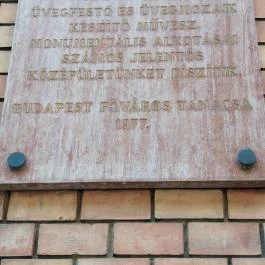 ÜVEGFESTŐ ÉS ÜVEGMOZAIK
KÉSZÍTŐ MŰVÉSZ
MONUMENTÁLIS ALKOTÁSAI
SZÁMOS JELENTŐS
KÖZÉPÜLETÜNKET DÍSZÍTIK.
BUDAPEST FŐVÁROS TANÁCSA
1977.